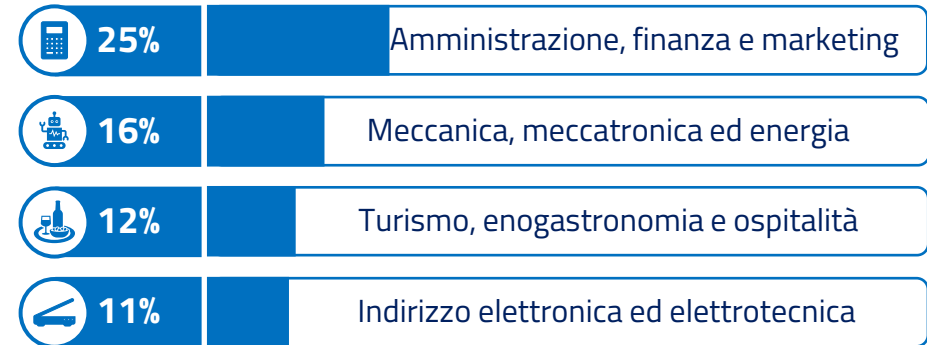 25% Amministrazione, finanza e marketing
16% Meccanica, meccatronica ed energia
12% Turismo, enogastronomia e ospitalità
11% Indirizzo elettronica ed elettrotecnica